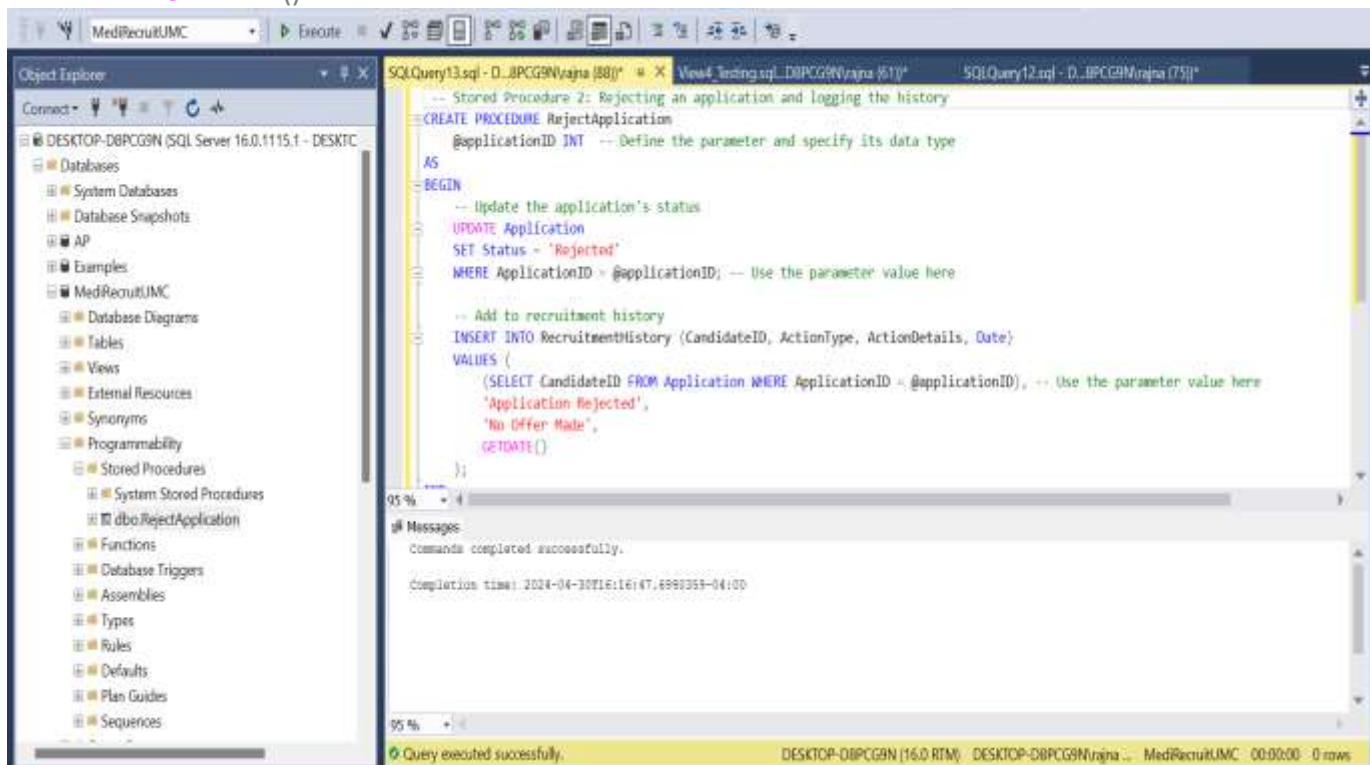 ()
MediRecruitUMC
Execute
Object Explorer
Connect
DESKTOP-D8PCG9N (SQL Server 16.0.1115.1 - DESKTC
Databases
System Databases
Database Snapshots
AP
Examples
MediRecruitUMC
Database Diagrams
Tables
Views
External Resources
Synonyms
Programmability
Stored Procedures
System Stored Procedures
dbo.RejectApplication
Functions
Database Triggers
Assemblies
Types
Rules
Defaults
Plan Guides
Sequences
SQLQuery13.sql - D...8PCG9N\rajna (88))* View4_Testing.sql...D8PCG9N\rajna (61))* SQLQuery12.sql - D...8PCG9N\rajna (75))*
-- Stored Procedure 2: Rejecting an application and logging the history
CREATE PROCEDURE RejectApplication
@applicationID INT -- Define the parameter and specify its data type
AS
BEGIN
-- Update the application's status
UPDATE Application
SET Status = 'Rejected'
WHERE ApplicationID = @applicationID; -- Use the parameter value here
-- Add to recruitment history
INSERT INTO RecruitmentHistory (CandidateID, ActionType, ActionDetails, Date)
VALUES (
(SELECT CandidateID FROM Application WHERE ApplicationID = @applicationID), -- Use the parameter value here
'Application Rejected',
'No Offer Made',
GETDATE()
);
95 %
Messages
Commands completed successfully.
Completion time: 2024-04-30T16:16:47.6990359-04:00
95 %
Query executed successfully. DESKTOP-D8PCG9N (16.0 RTM) DESKTOP-D8PCG9N\rajna ... MediRecruitUMC 00:00:00 0 rows